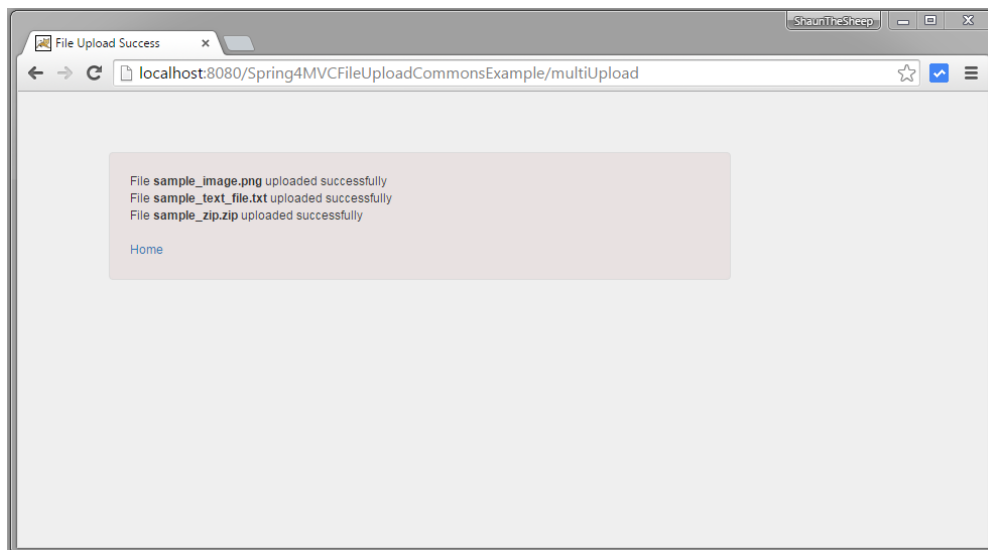 ShaunTheSheep
File Upload Success
localhost:8080/Spring4MVCFileUploadCommonsExample/multiUpload
File sample_image.png uploaded successfully
File sample_text_file.txt uploaded successfully
File sample_zip.zip uploaded successfully
Home